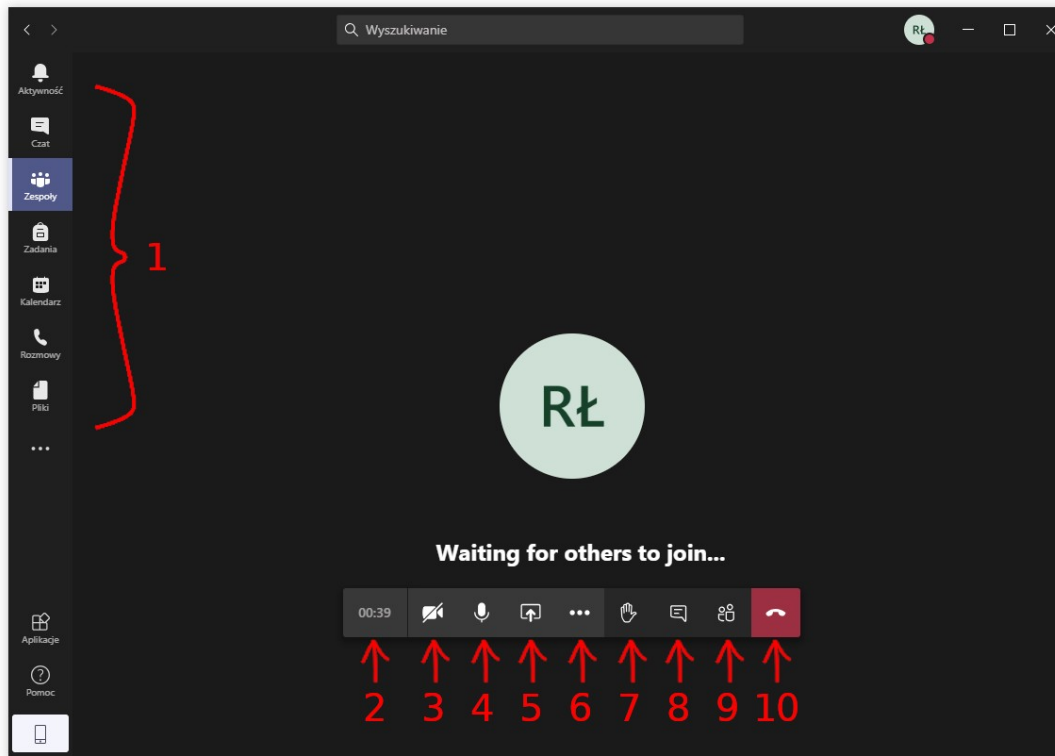 Wyszukiwanie
RŁ
Aktywność
Czat
Zespoły
Zadania
Kalendarz
Rozmowy
Pliki
1
RŁ
Waiting for others to join...
00:39
2 3 4 5 6 7 8 9 10
Aplikacje
Pomoc